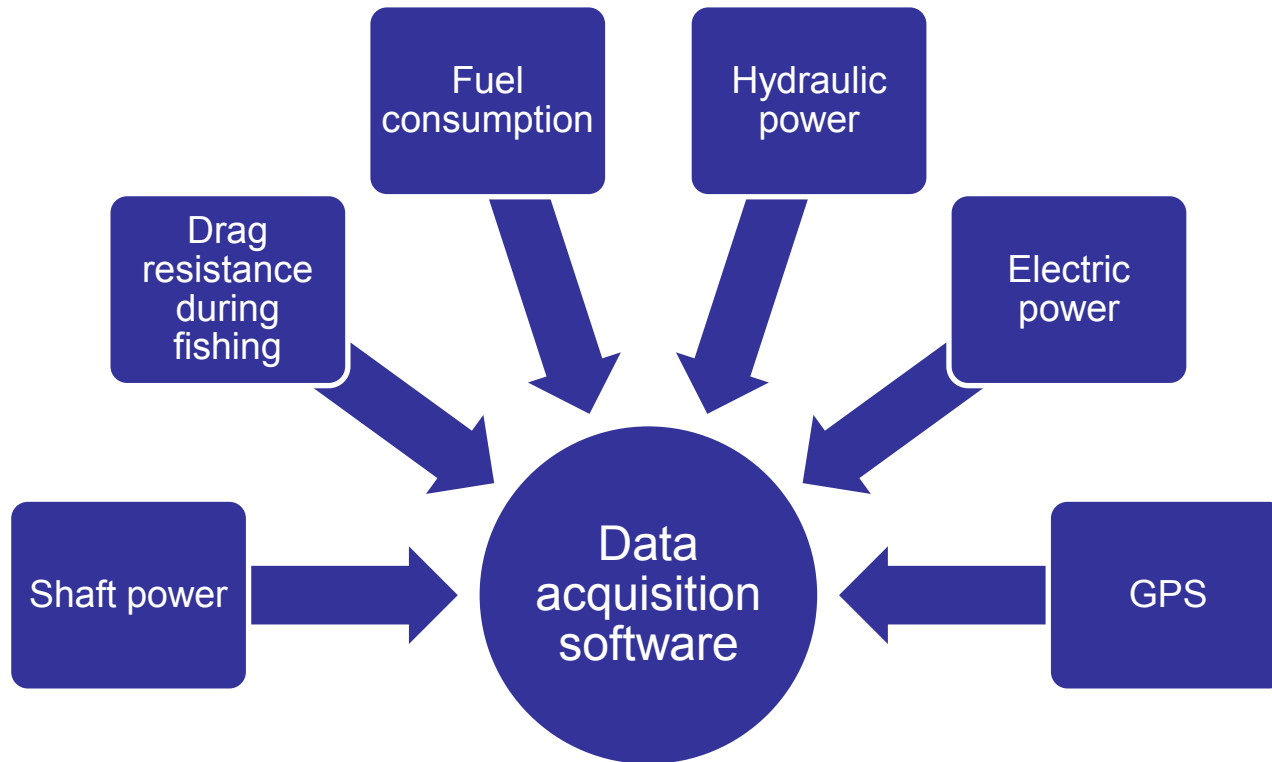 Fuel
consumption
Hydraulic
power
Drag
resistance
during
fishing
Electric
power
Shaft power
Data
acquisition
software
GPS